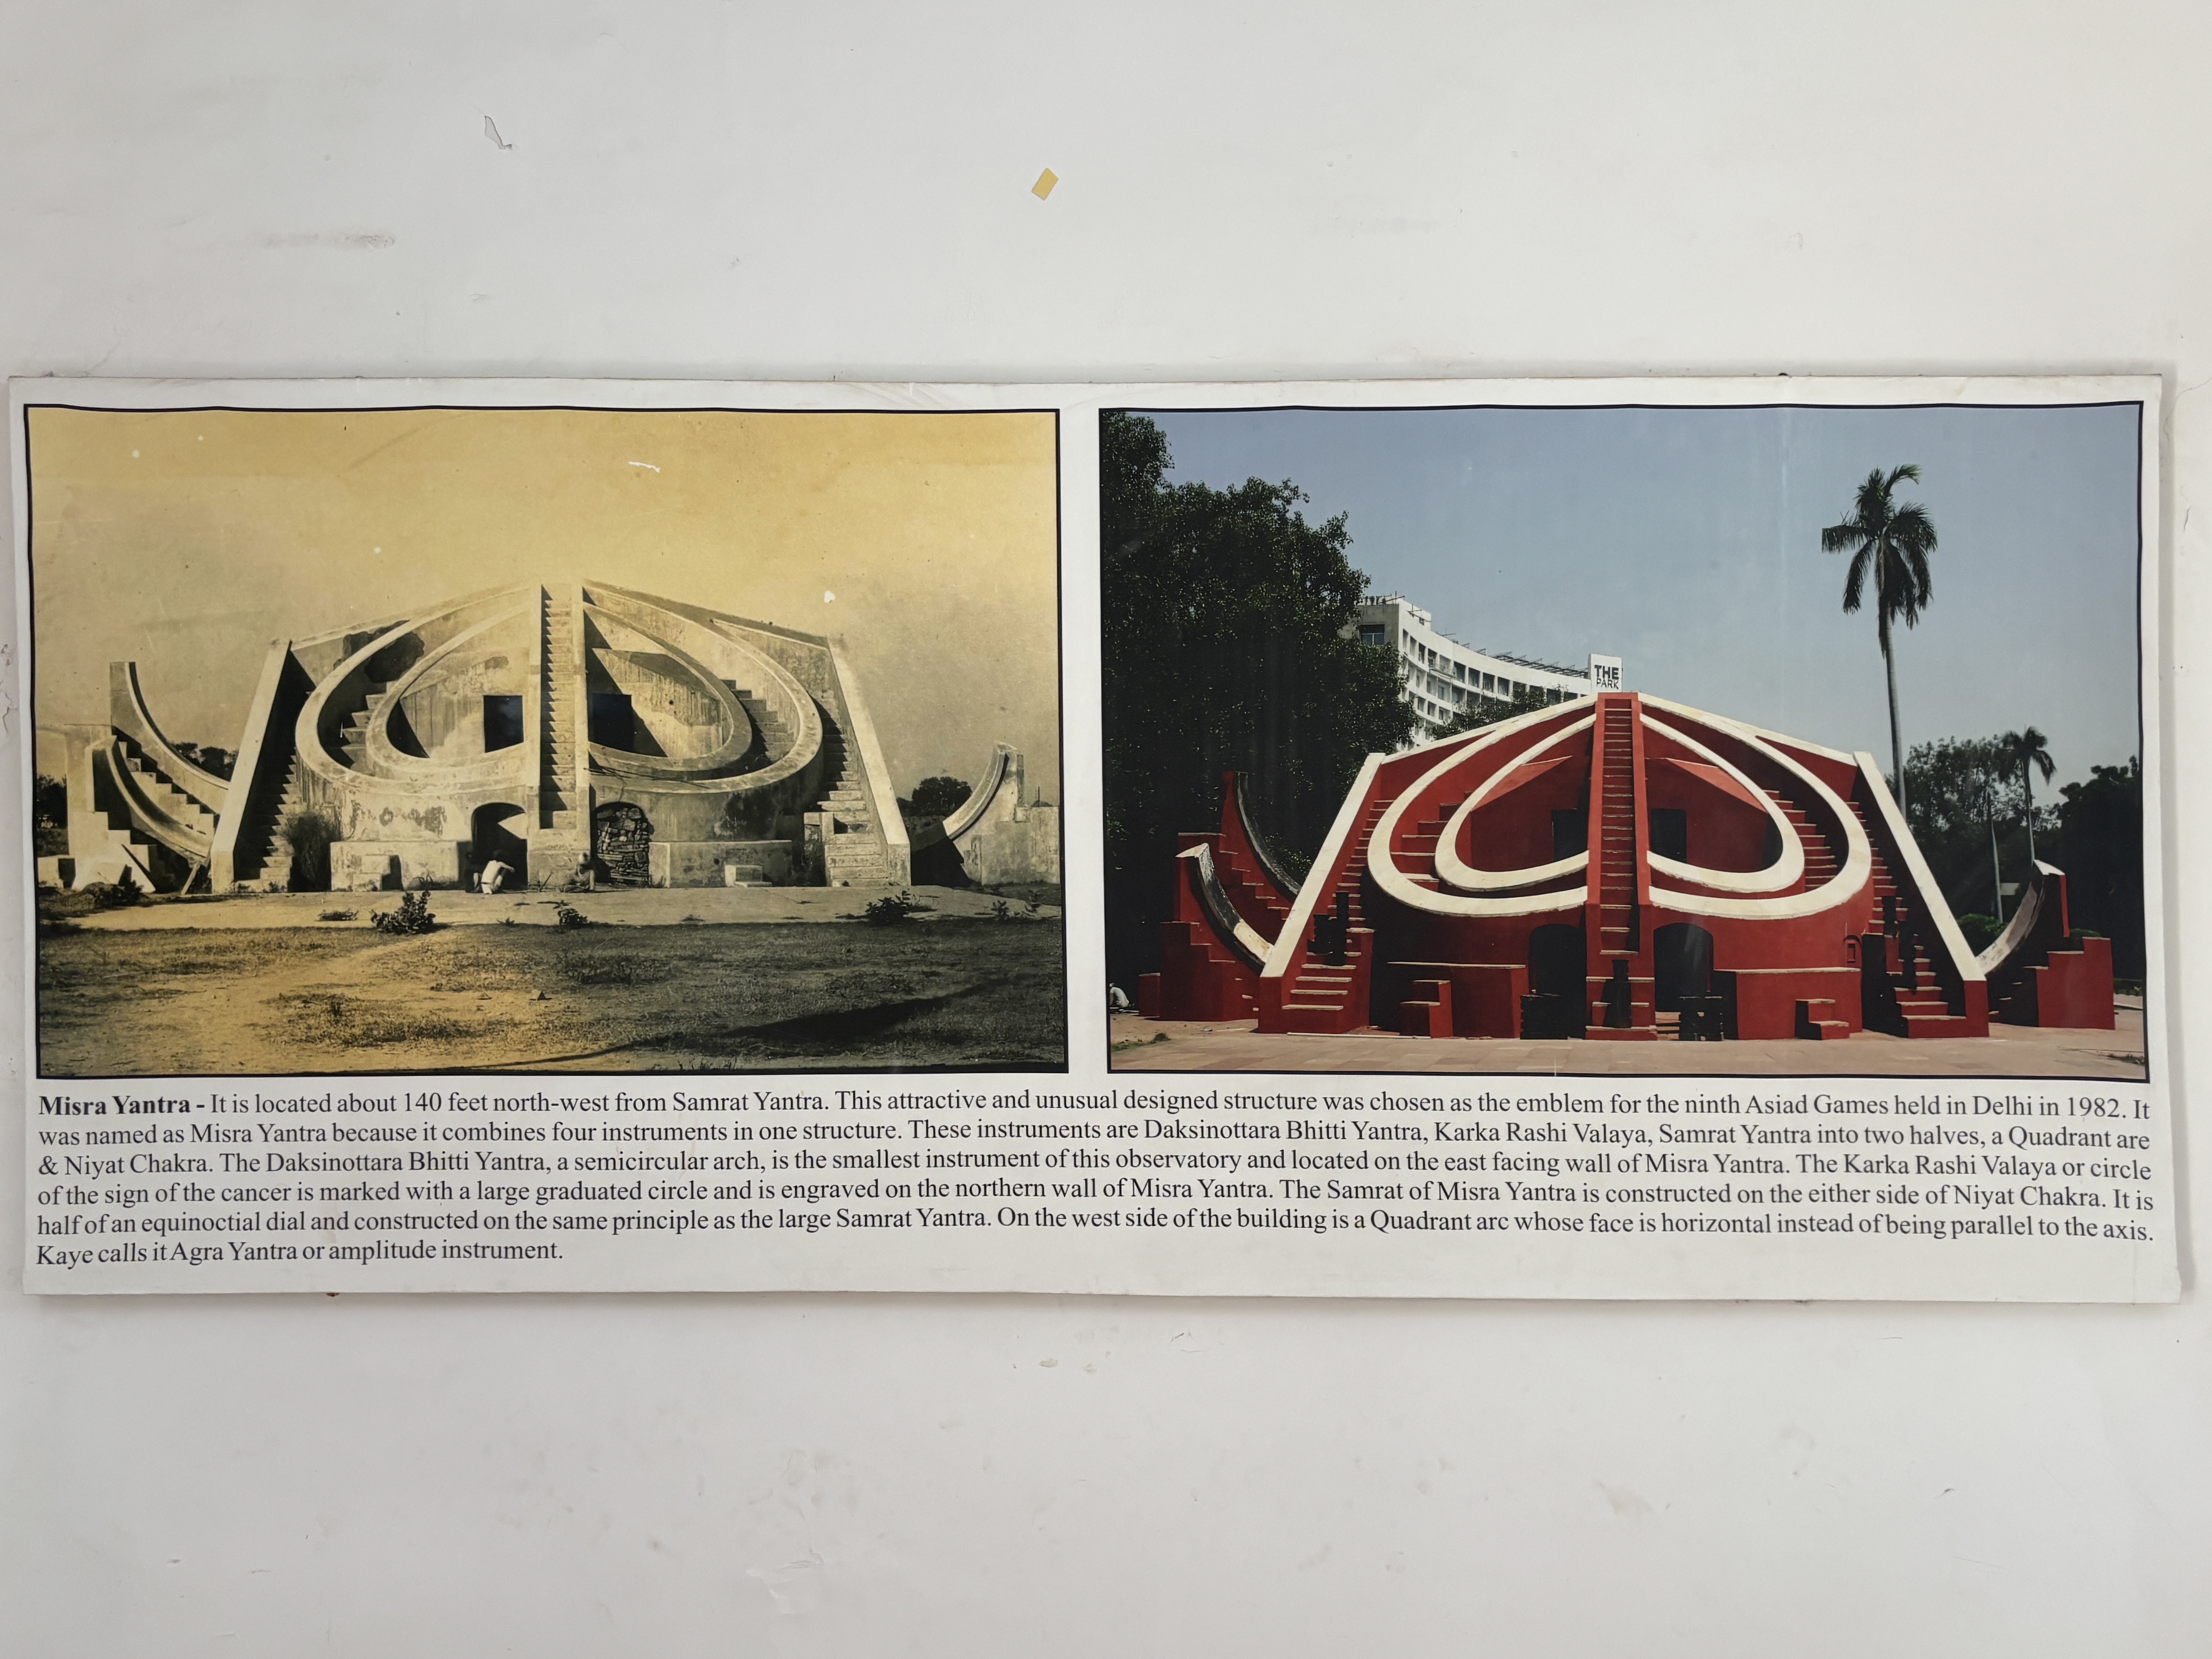 THE
PARK
Misra Yantra - It is located about 140 feet north-west from Samrat Yantra. This attractive and unusual designed structure was chosen as the emblem for the ninth Asiad Games held in Delhi in 1982. It
was named as Misra Yantra because it combines four instruments in one structure. These instruments are Daksinottara Bhitti Yantra, Karka Rashi Valaya, Samrat Yantra into two halves, a Quadrant are
& Niyat Chakra. The Daksinottara Bhitti Yantra, a semicircular arch, is the smallest instrument of this observatory and located on the east facing wall of Misra Yantra. The Karka Rashi Valaya or circle
of the sign of the cancer is marked with a large graduated circle and is engraved on the northern wall of Misra Yantra. The Samrat of Misra Yantra is constructed on the either side of Niyat Chakra. It is
half of an equinoctial dial and constructed on the same principle as the large Samrat Yantra. On the west side of the building is a Quadrant arc whose face is horizontal instead of being parallel to the axis.
Kaye calls it Agra Yantra or amplitude instrument.